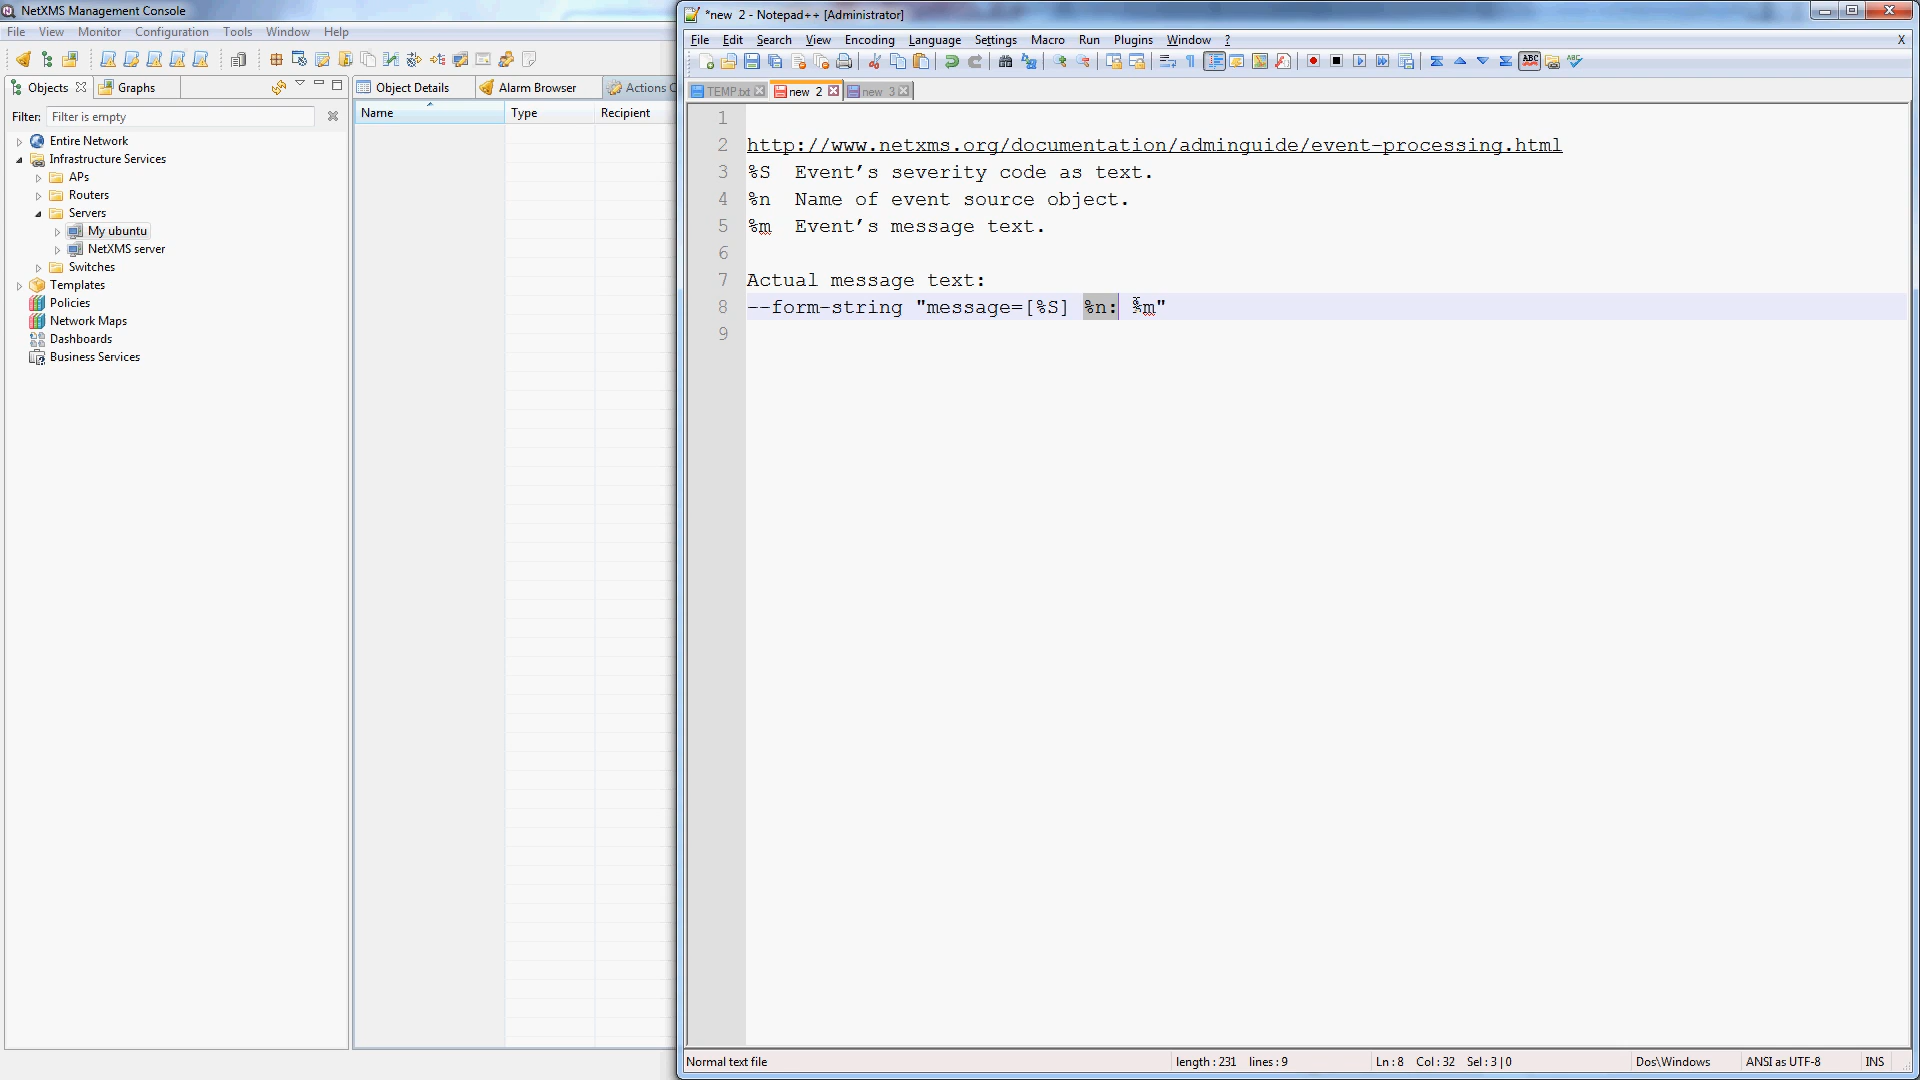 NetXMS Management Console
File View Monitor Configuration Tools Window Help
Objects Graphs
Filter: Filter is empty
Entire Network
Infrastructure Services
APs
Routers
Servers
My ubuntu
NetXMS server
Switches
Templates
Policies
Network Maps
Dashboards
Business Services
Object Details Alarm Browser Actions C
Name Type Recipient
*new 2 - Notepad++ [Administrator]
File Edit Search View Encoding Language Settings Macro Run Plugins Window ? X
TEMP.txt new 2 new 3
1
2 http://www.netxms.org/documentation/adminguide/event-processing.html
3 %S Event’s severity code as text.
4 %n Name of event source object.
5 %m Event’s message text.
6
7 Actual message text:
8 --form-string "message=[%S] %n: %m"
9
Normal text file length : 231 lines : 9 Ln : 8 Col : 32 Sel : 3 | 0 Dos\Windows ANSI as UTF-8 INS